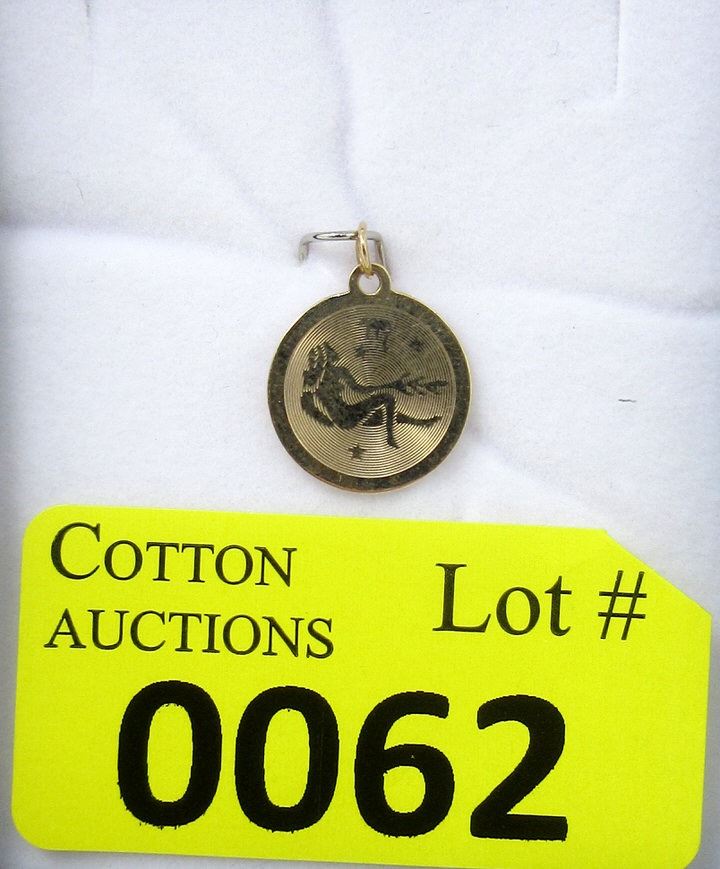 COTTON
AUCTIONS
Lot #
0062